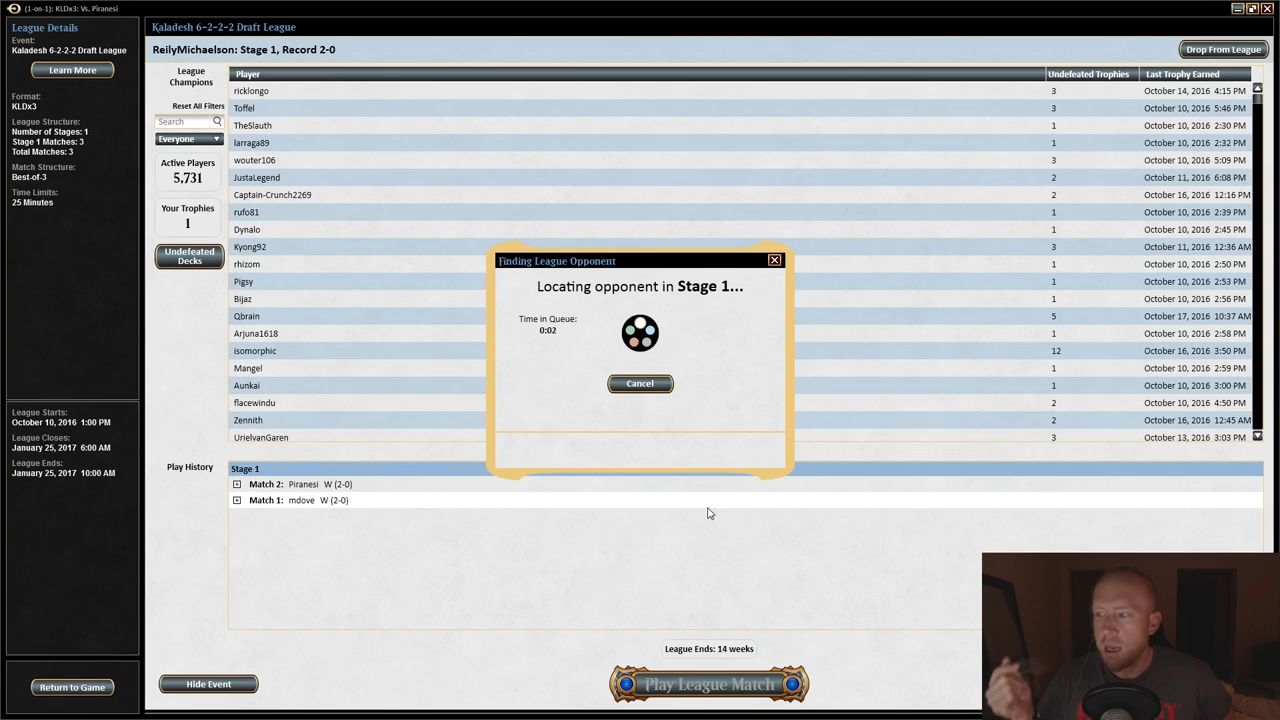 (1-on-1): KLDx3: Vs. Piranesi
League Details
Event:
Kaladesh 6-2-2-2 Draft League
Learn More
Format:
KLDx3
League Structure:
Number of Stages: 1
Stage 1 Matches: 3
Total Matches: 3
Match Structure:
Best-of-3
Time Limits:
25 Minutes
League Starts:
October 10, 2016 1:00 PM
League Closes:
January 25, 2017 6:00 AM
League Ends:
January 25, 2017 10:00 AM
Return to Game
Kaladesh 6-2-2-2 Draft League
ReilyMichaelson: Stage 1, Record 2-0
Drop From League
League Champions
Reset All Filters
Search
Everyone
Active Players
5,731
Your Trophies
1
Undefeated Decks
Player Undefeated Trophies Last Trophy Earned
ricklongo 3 October 14, 2016 4:15 PM
Toffel 3 October 10, 2016 5:46 PM
TheSlauth 1 October 10, 2016 2:30 PM
larraga89 1 October 10, 2016 2:32 PM
wouter106 3 October 10, 2016 5:09 PM
JustaLegend 2 October 11, 2016 6:08 PM
Captain-Crunch2269 2 October 16, 2016 12:16 PM
rufo81 1 October 10, 2016 2:39 PM
Dynalo 1 October 10, 2016 2:45 PM
Kyong92 3 October 11, 2016 12:36 AM
rhizom 1 October 10, 2016 2:50 PM
Pigsy 1 October 10, 2016 2:53 PM
Bijaz 1 October 10, 2016 2:56 PM
Qbrain 5 October 17, 2016 10:37 AM
Arjuna1618 1 October 10, 2016 2:58 PM
isomorphic 12 October 16, 2016 3:50 PM
Mangel 1 October 10, 2016 2:59 PM
Aunkai 1 October 10, 2016 3:00 PM
flacewindu 2 October 10, 2016 4:50 PM
Zennith 2 October 16, 2016 12:45 AM
UrielvanGaren 3 October 13, 2016 3:03 PM
Finding League Opponent
Locating opponent in Stage 1...
Time in Queue:
0:02
Cancel
Play History
Stage 1
Match 2: Piranesi W (2-0)
Match 1: mdove W (2-0)
League Ends: 14 weeks
Hide Event
Play League Match